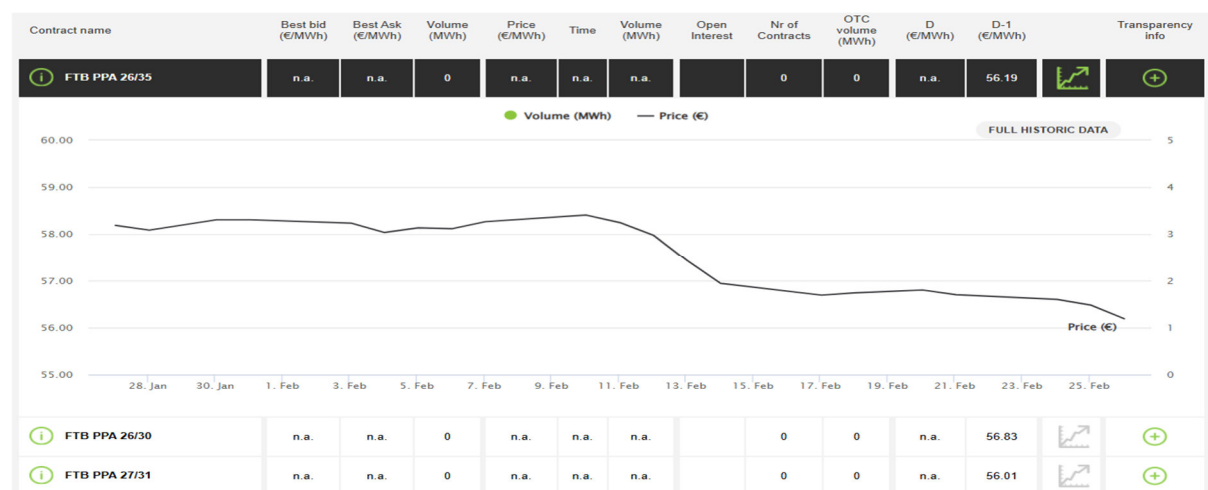 Contract name Best bid (€/MWh) Best Ask (€/MWh) Volume (MWh) Price (€/MWh) Time Volume (MWh) Open Interest Nr of Contracts OTC volume (MWh) D (€/MWh) D-1 (€/MWh) Transparency info
FTB PPA 26/35 n.a. n.a. 0 n.a. n.a. n.a. 0 0 n.a. 56.19
Volume (MWh) Price (€)
FULL HISTORIC DATA
60.00 5
59.00 4
58.00 3
57.00 2
56.00 1
Price (€)
55.00 0
28. Jan 30. Jan 1. Feb 3. Feb 5. Feb 7. Feb 9. Feb 11. Feb 13. Feb 15. Feb 17. Feb 19. Feb 21. Feb 23. Feb 25. Feb
FTB PPA 26/30 n.a. n.a. 0 n.a. n.a. n.a. 0 0 n.a. 56.83
FTB PPA 27/31 n.a. n.a. 0 n.a. n.a. n.a. 0 0 n.a. 56.01